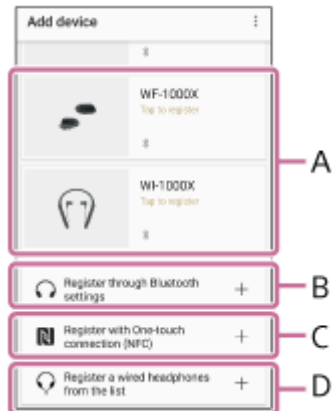 Add device
WF-1000X
Tap to register
WI-1000X
Tap to register
A
Register through Bluetooth
settings
B
Register with One-touch
connection (NFC)
C
Register a wired headphones
from the list
D